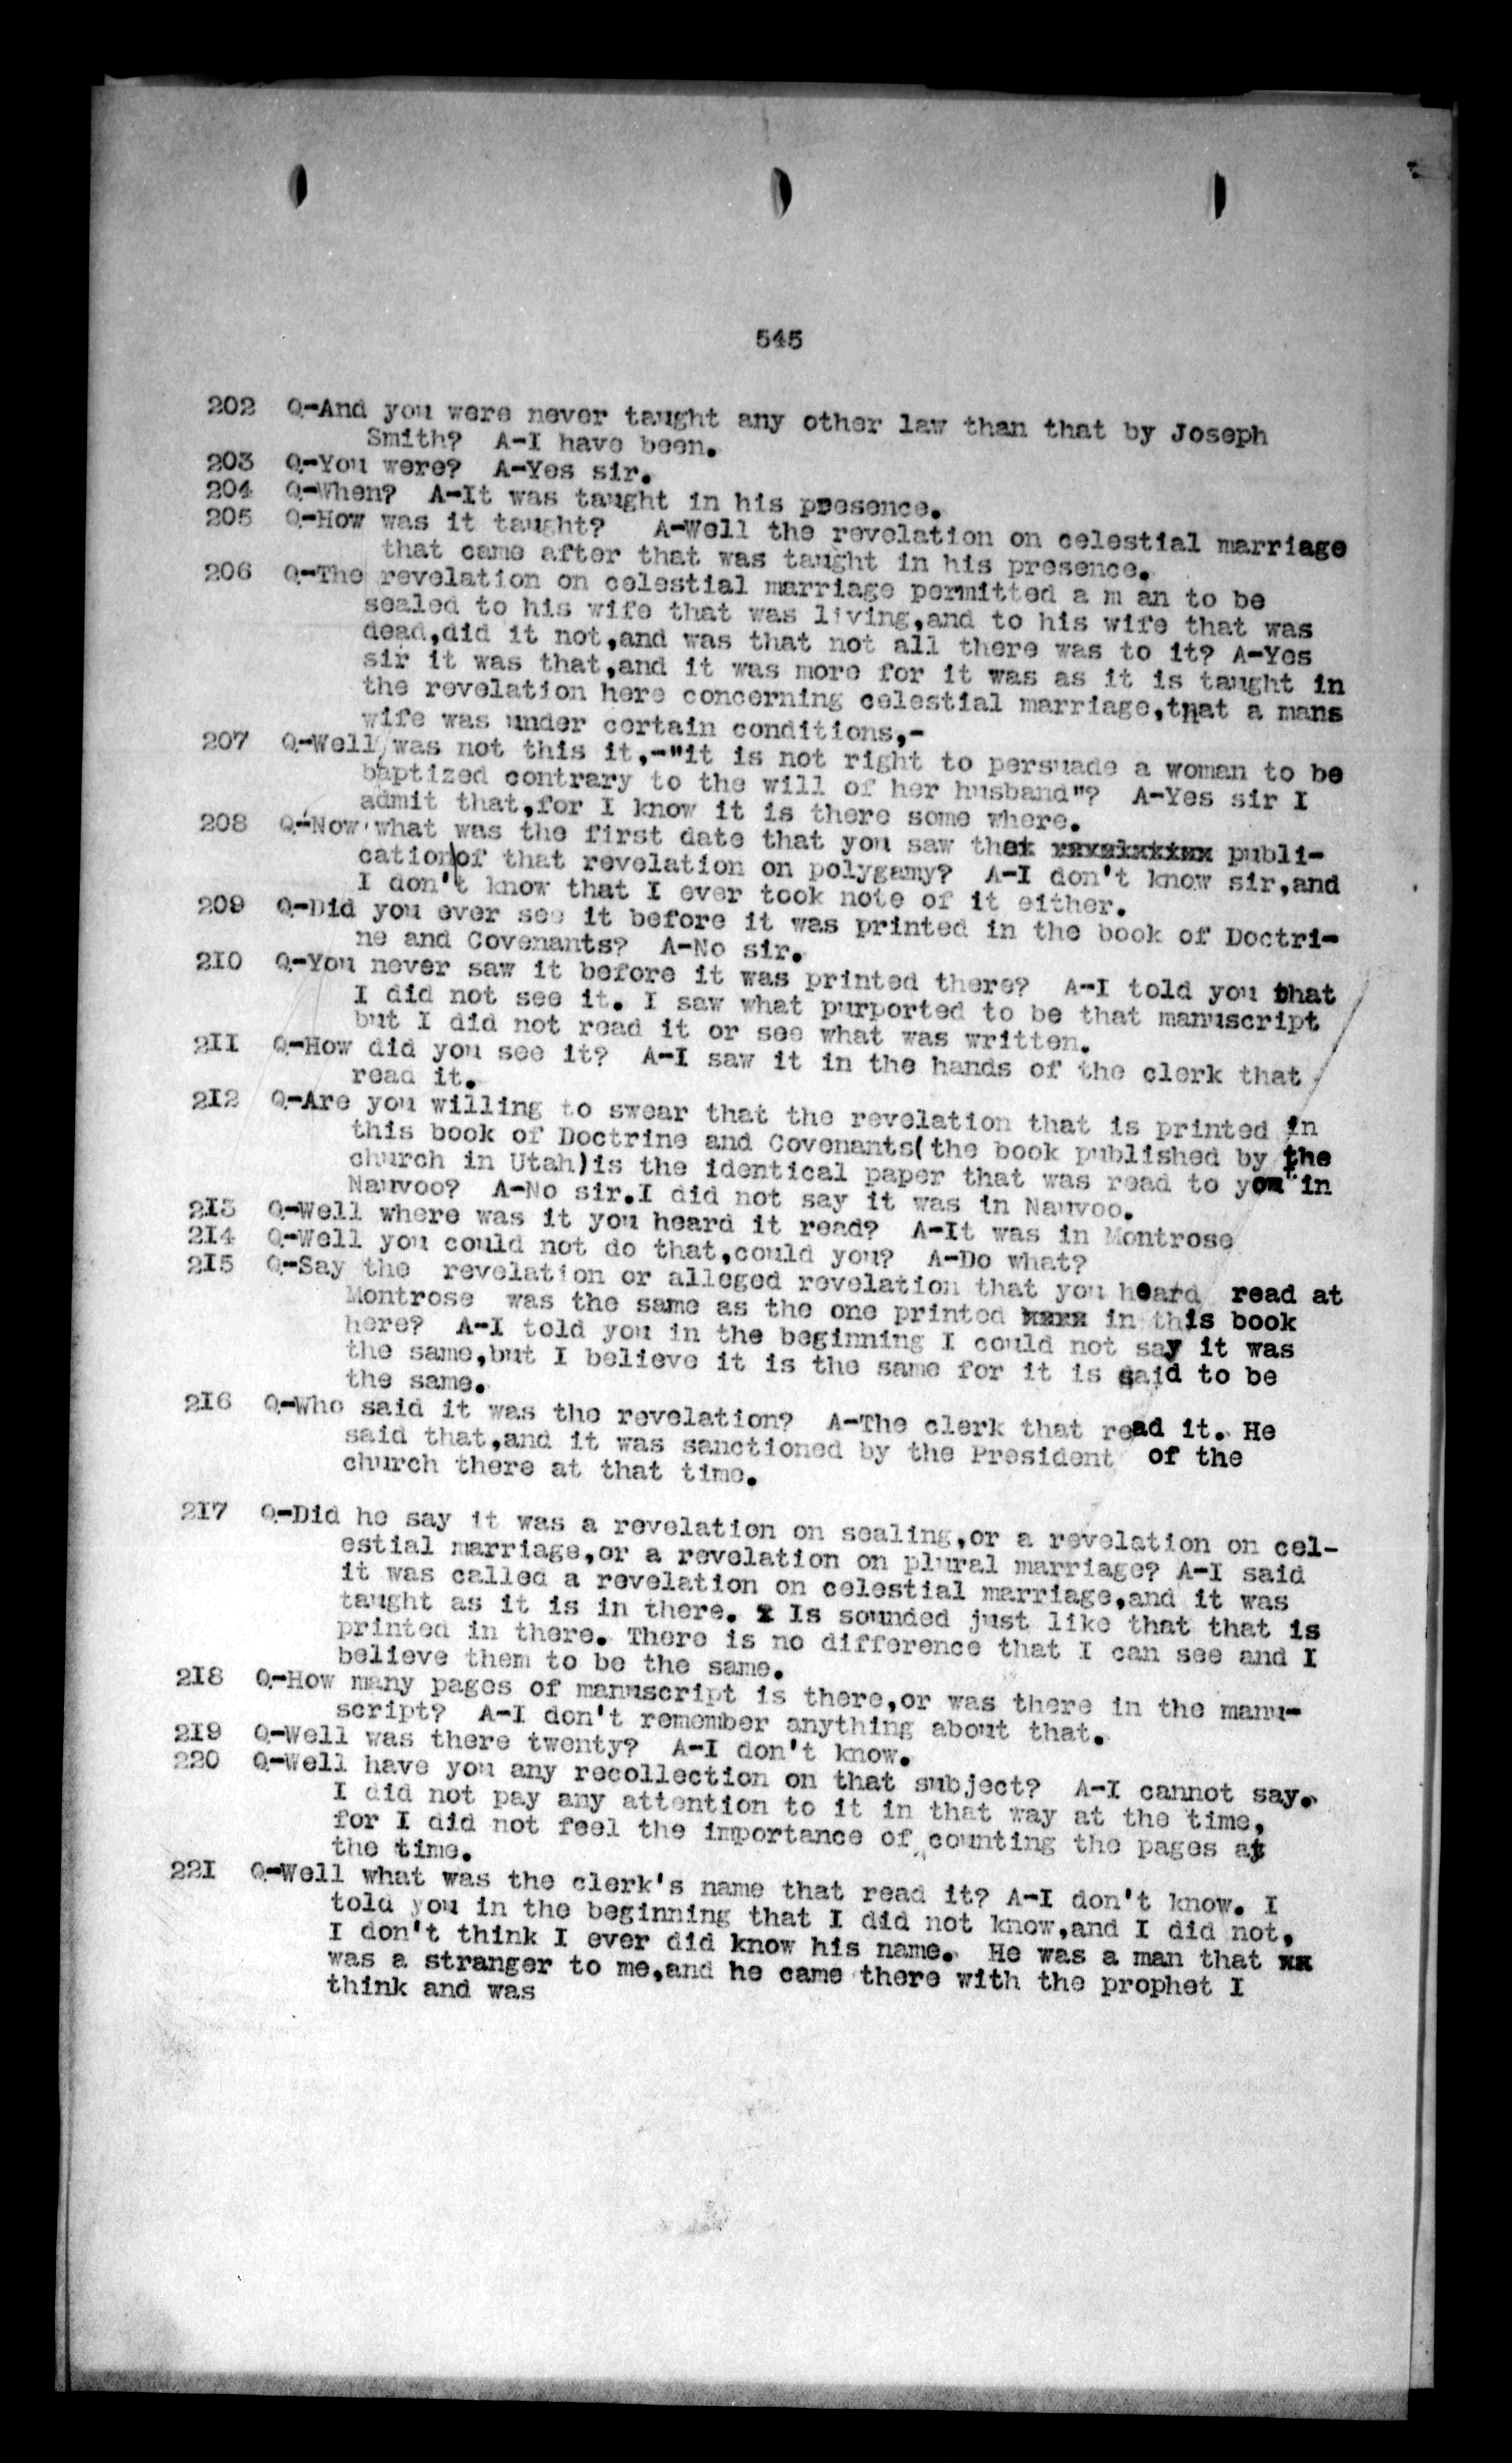 545
202 Q-And you were never taught any other law than that by Joseph
Smith? A-I have been.
203 Q-You were? A-Yes sir.
204 Q-When? A-It was taught in his presence.
205 Q-How was it taught? A-Well the revelation on celestial marriage
that came after that was taught in his presence.
206 Q-The revelation on celestial marriage permitted a m an to be
sealed to his wife that was living,and to his wife that was
dead,did it not,and was that not all there was to it? A-Yes
sir it was that,and it was more for it was as it is taught in
the revelation here concerning celestial marriage,that a mans
wife was under certain conditions,-
207 Q-Well was not this it,-"it is not right to persuade a woman to be
baptized contrary to the will of her husband"? A-Yes sir I
admit that,for I know it is there some where.
208 Q-Now what was the first date that you saw the publi-
cation of that revelation on polygamy? A-I don't know sir,and
I don't know that I ever took note of it either.
209 Q-Did you ever see it before it was printed in the book of Doctri-
ne and Covenants? A-No sir.
210 Q-You never saw it before it was printed there? A-I told you that
I did not see it. I saw what purported to be that manuscript
but I did not read it or see what was written.
211 Q-How did you see it? A-I saw it in the hands of the clerk that
read it.
212 Q-Are you willing to swear that the revelation that is printed in
this book of Doctrine and Covenants(the book published by the
church in Utah)is the identical paper that was read to you in
Nauvoo? A-No sir.I did not say it was in Nauvoo.
213 Q-Well where was it you heard it read? A-It was in Montrose
214 Q-Well you could not do that,could you? A-Do what?
215 Q-Say the revelation or alleged revelation that you heard read at
Montrose was the same as the one printed xxxx in this book
here? A-I told you in the beginning I could not say it was
the same,but I believe it is the same for it is said to be
the same.
216 Q-Who said it was the revelation? A-The clerk that read it. He
said that,and it was sanctioned by the President of the
church there at that time.
217 Q-Did he say it was a revelation on sealing,or a revelation on cel-
estial marriage,or a revelation on plural marriage? A-I said
it was called a revelation on celestial marriage,and it was
taught as it is in there. x Is sounded just like that that is
printed in there. There is no difference that I can see and I
believe them to be the same.
218 Q-How many pages of manuscript is there,or was there in the manu-
script? A-I don't remember anything about that.
219 Q-Well was there twenty? A-I don't know.
220 Q-Well have you any recollection on that subject? A-I cannot say.
I did not pay any attention to it in that way at the time,
for I did not feel the importance of counting the pages at
the time.
221 Q-Well what was the clerk's name that read it? A-I don't know. I
told you in the beginning that I did not know,and I did not,
I don't think I ever did know his name. He was a man that xx
was a stranger to me,and he came there with the prophet I
think and was